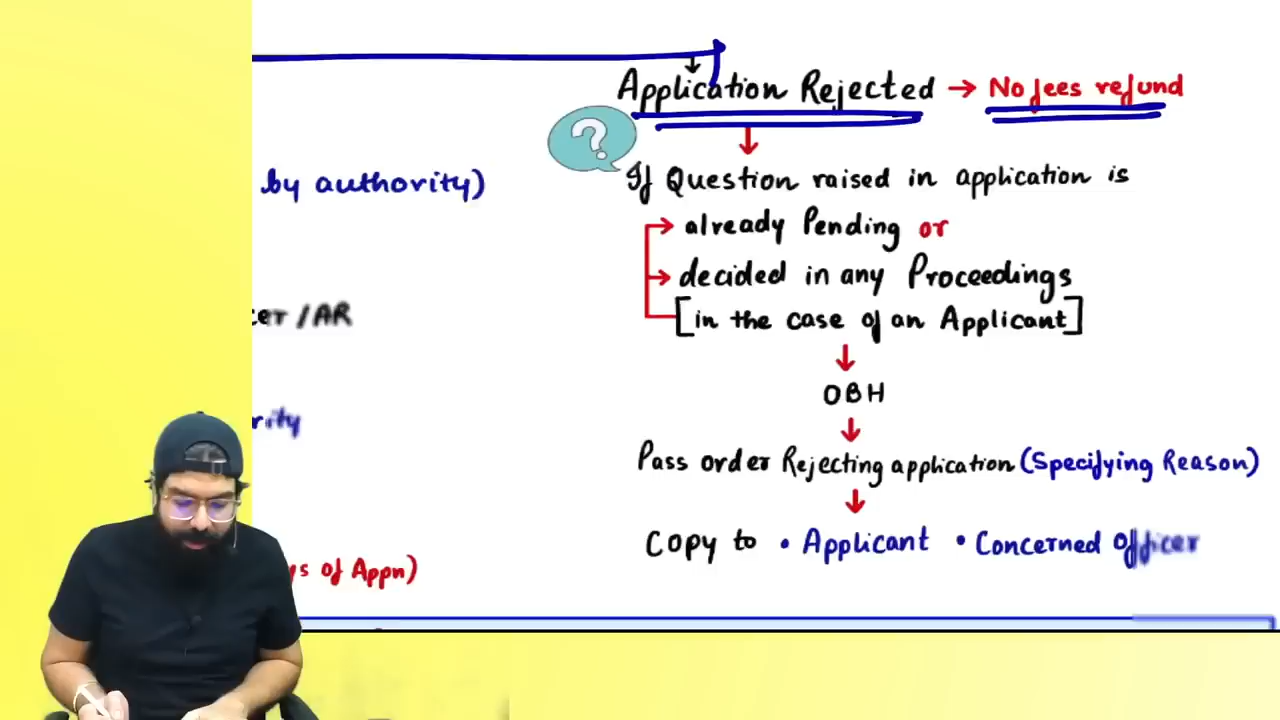 Application Rejected → No fees refund
?
If Question raised in application is
by authority)
already Pending or
decided in any Proceedings
/AR
[in the case of an Applicant]
OBH
Pass order Rejecting application (Specifying Reason)
Copy to • Applicant • Concerned Officer
of Appn)